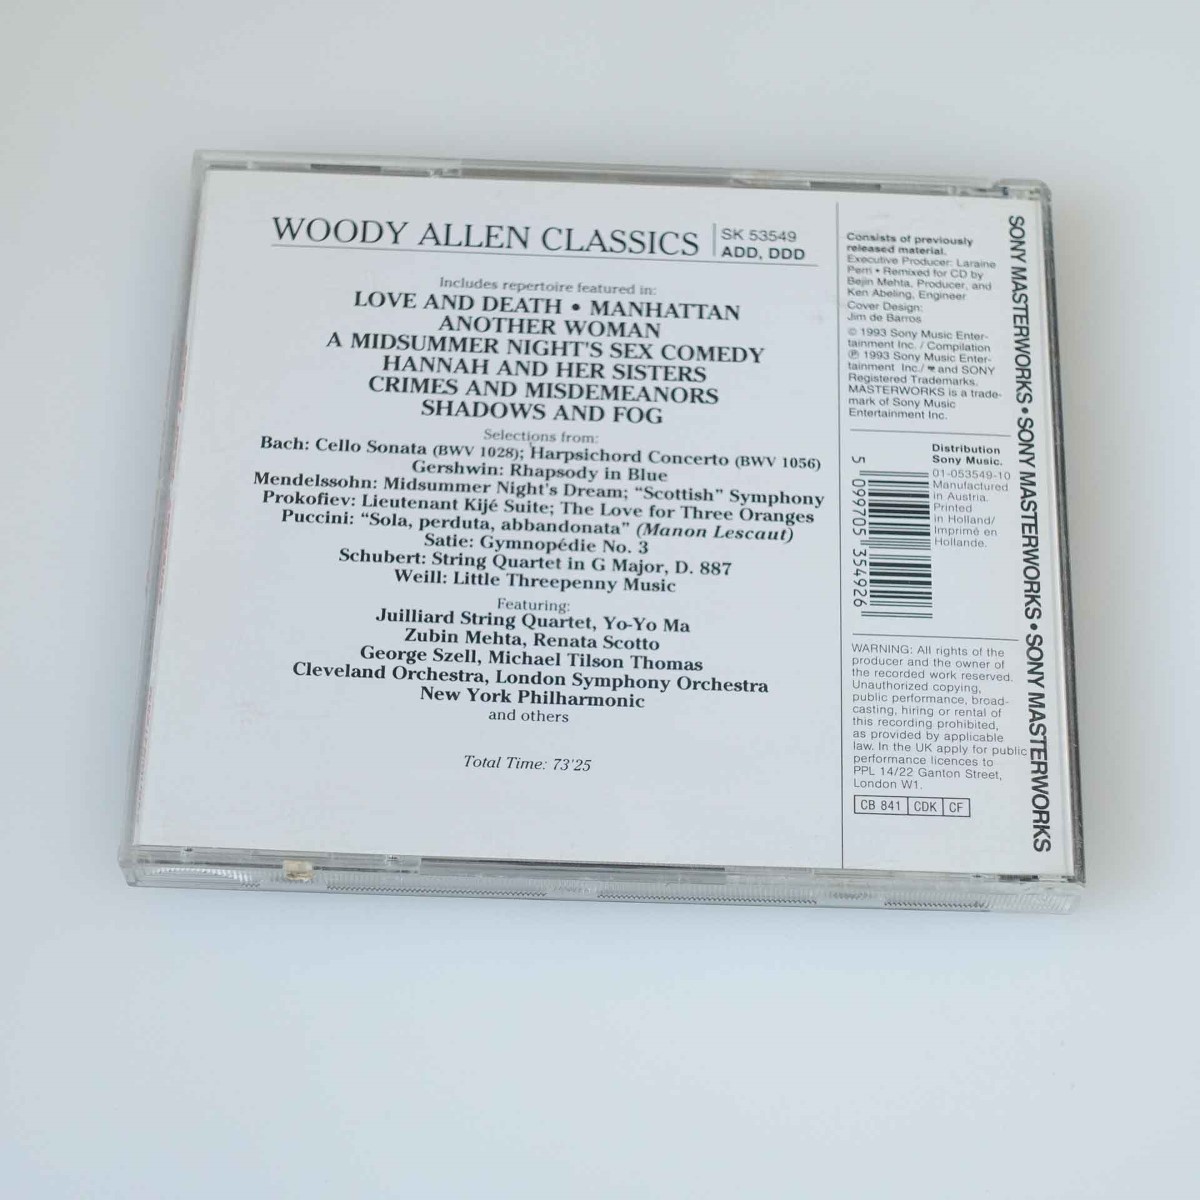 WOODY ALLEN CLASSICS
SK 53549
ADD, DDD
Includes repertoire featured in:
LOVE AND DEATH • MANHATTAN
ANOTHER WOMAN
A MIDSUMMER NIGHT'S SEX COMEDY
HANNAH AND HER SISTERS
CRIMES AND MISDEMEANORS
SHADOWS AND FOG
Selections from:
Bach: Cello Sonata (BWV 1028); Harpsichord Concerto (BWV 1056)
Gershwin: Rhapsody in Blue
Mendelssohn: Midsummer Night's Dream; "Scottish" Symphony
Prokofiev: Lieutenant Kijé Suite; The Love for Three Oranges
Puccini: "Sola, perduta, abbandonata" (Manon Lescaut)
Satie: Gymnopédie No. 3
Schubert: String Quartet in G Major, D. 887
Weill: Little Threepenny Music
Featuring:
Juilliard String Quartet, Yo-Yo Ma
Zubin Mehta, Renata Scotto
George Szell, Michael Tilson Thomas
Cleveland Orchestra, London Symphony Orchestra
New York Philharmonic
and others
Total Time: 73'25
Consists of previously
released material.
Executive Producer: Laraine
Perri • Remixed for CD by
Bejin Mehta, Producer, and
Ken Abeling, Engineer
Cover Design:
Jim de Barros
© 1993 Sony Music Enter-
tainment Inc. / Compilation
℗ 1993 Sony Music Enter-
tainment Inc./ and SONY
Registered Trademarks.
MASTERWORKS is a trade-
mark of Sony Music
Entertainment Inc.
Distribution
Sony Music.
01-053549-10
Manufactured
in Austria.
Printed
in Holland/
Imprimé en
Hollande.
5 099705 354926
WARNING: All rights of the
producer and the owner of
the recorded work reserved.
Unauthorized copying,
public performance, broad-
casting, hiring or rental of
this recording prohibited,
as provided by applicable
law. In the UK apply for public
performance licences to
PPL 14/22 Ganton Street,
London W1.
CB 841 CDK CF
SONY MASTERWORKS • SONY MASTERWORKS • SONY MASTERWORKS